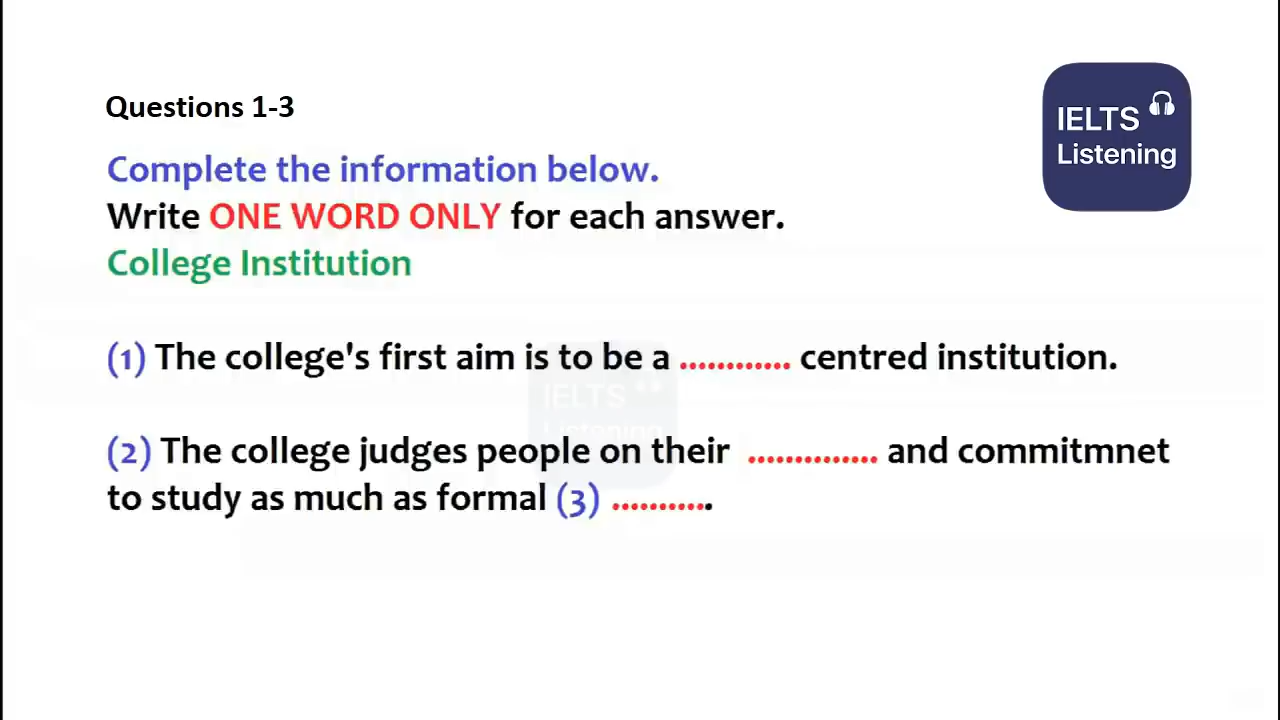 Questions 1-3
IELTS
Listening
Complete the information below.
Write ONE WORD ONLY for each answer.
College Institution
(1) The college's first aim is to be a ............ centred institution.
IELTS
Listening
(2) The college judges people on their .............. and commitmnet
to study as much as formal (3) ..........